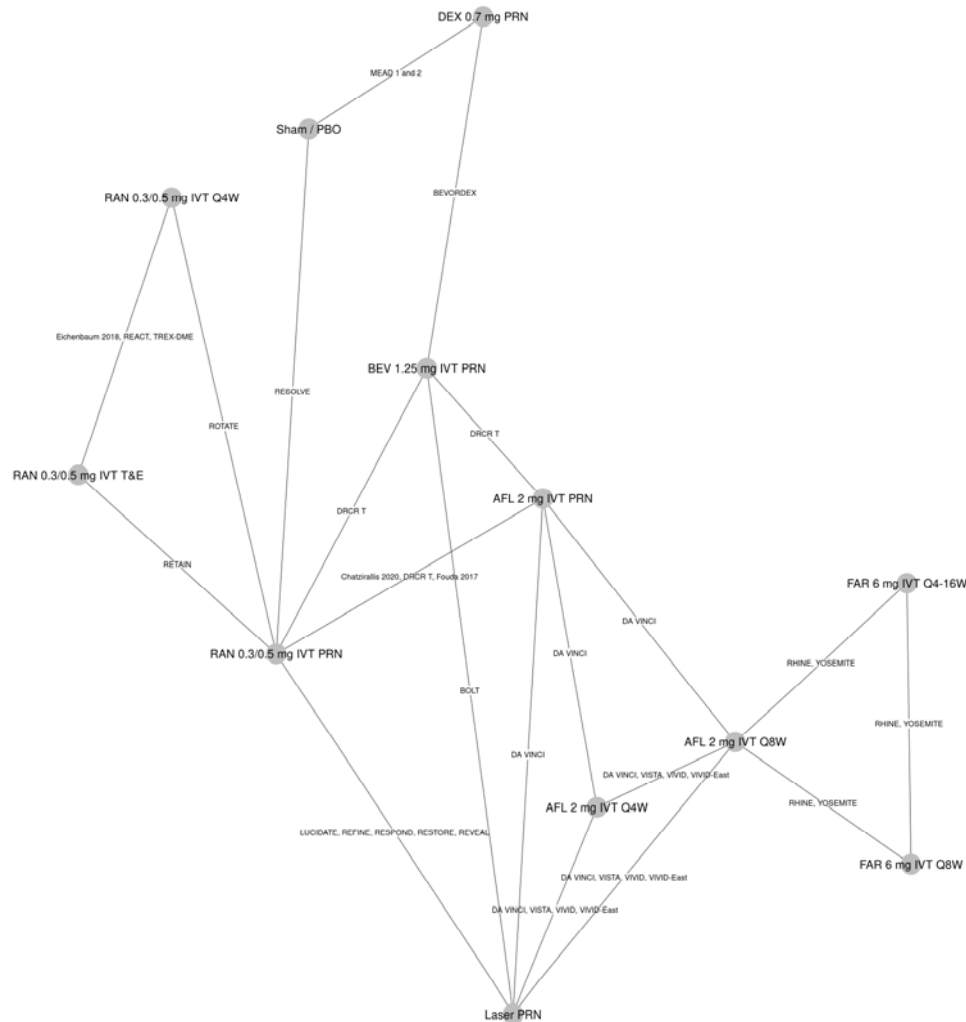 DEX 0.7 mg PRN
MEAD 1 and 2
Sham / PBO
BEVORDEX
RAN 0.3/0.5 mg IVT Q4W
Eichenbaum 2018, REACT, TREX-DME
BEV 1.25 mg IVT PRN
RESOLVE
ROTATE
DRCR T
RAN 0.3/0.5 mg IVT T&E
AFL 2 mg IVT PRN
DRCR T
RETAIN
Chatzirallis 2020, DRCR T, Fouda 2017
FAR 6 mg IVT Q4-16W
DA VINCI
RAN 0.3/0.5 mg IVT PRN
DA VINCI
RHINE, YOSEMITE
BOLT
RHINE, YOSEMITE
AFL 2 mg IVT Q8W
DA VINCI
DA VINCI, VISTA, VIVID, VIVID-East
RHINE, YOSEMITE
AFL 2 mg IVT Q4W
LUCIDATE, REFINE, RESPOND, RESTORE, REVEAL
FAR 6 mg IVT Q8W
DA VINCI, VISTA, VIVID, VIVID-East
DA VINCI, VISTA, VIVID, VIVID-East
Laser PRN